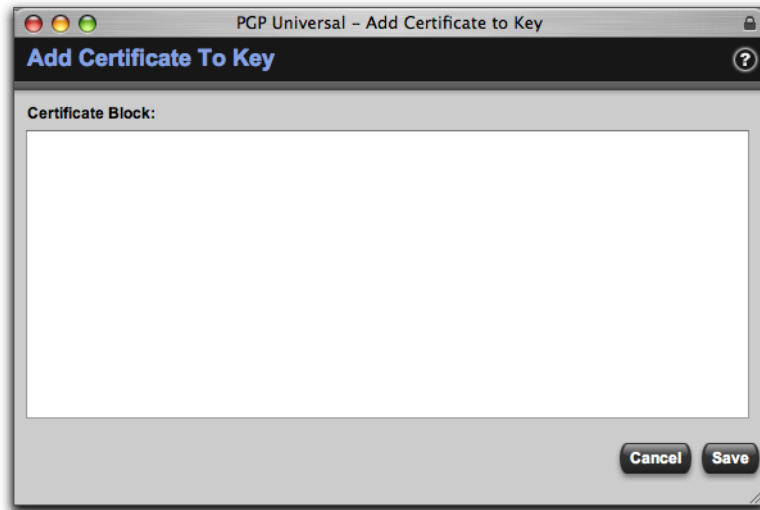 PGP Universal – Add Certificate to Key
Add Certificate To Key
?
Certificate Block:
Cancel
Save